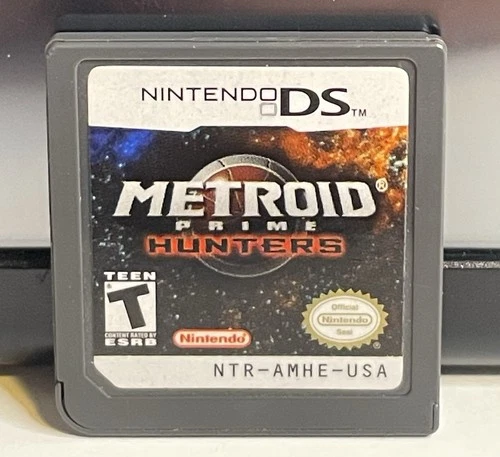 NINTENDO DS™
METROID®
PRIME
HUNTERS
TEEN
T
CONTENT RATED BY
ESRB
Nintendo®
Official
Nintendo
Seal
®
NTR-AMHE-USA